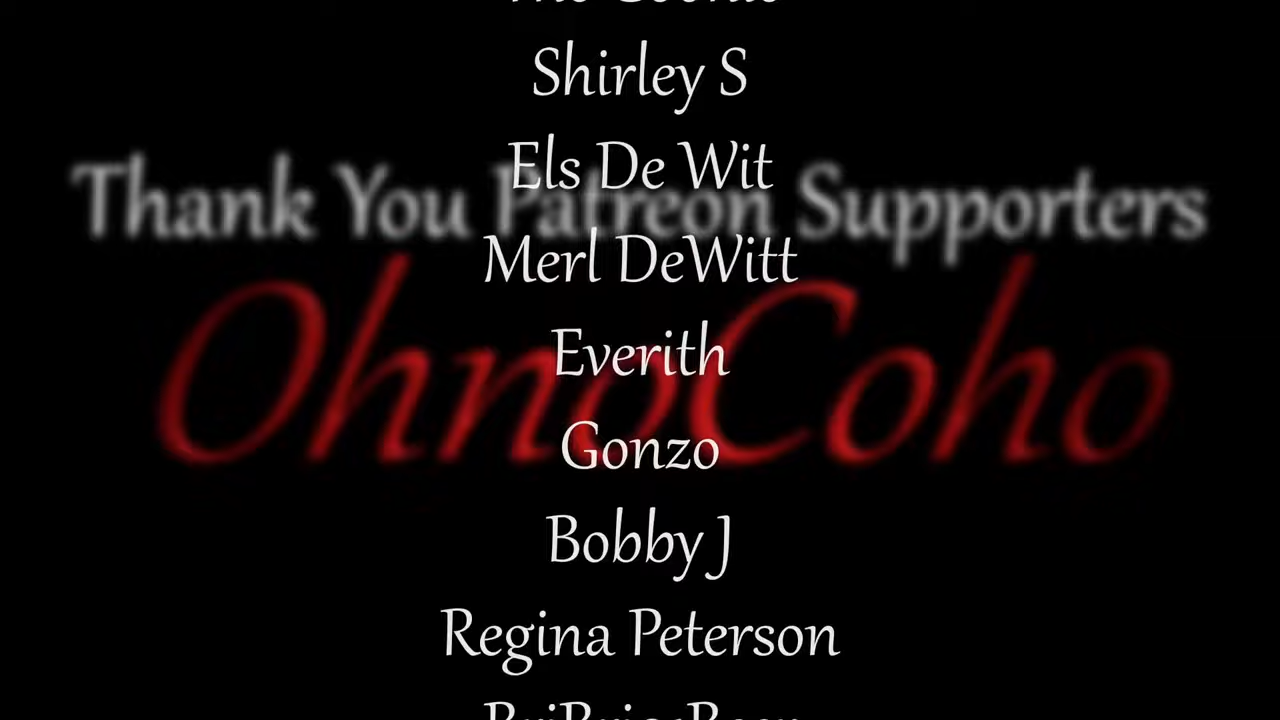 Shirley S
Els De Wit
Thank You Patreon Supporters
Merl DeWitt
OhnoCoho
Everith
Gonzo
Bobby J
Regina Peterson